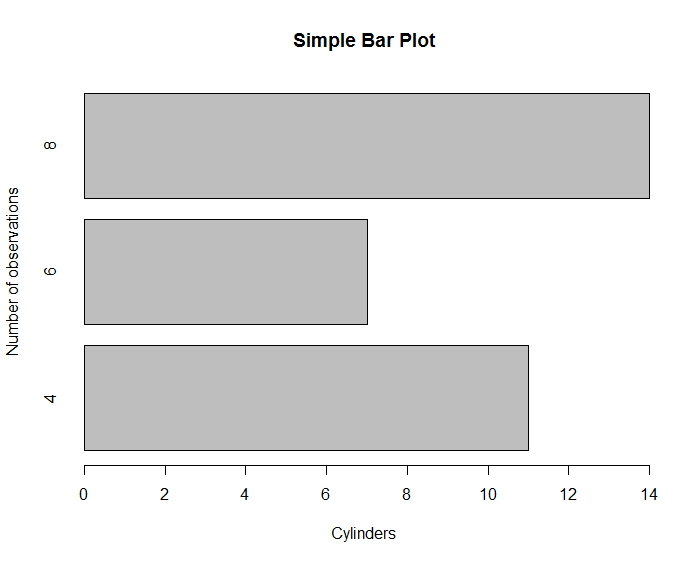 Simple Bar Plot
Number of observations
8
6
4
0 2 4 6 8 10 12 14
Cylinders